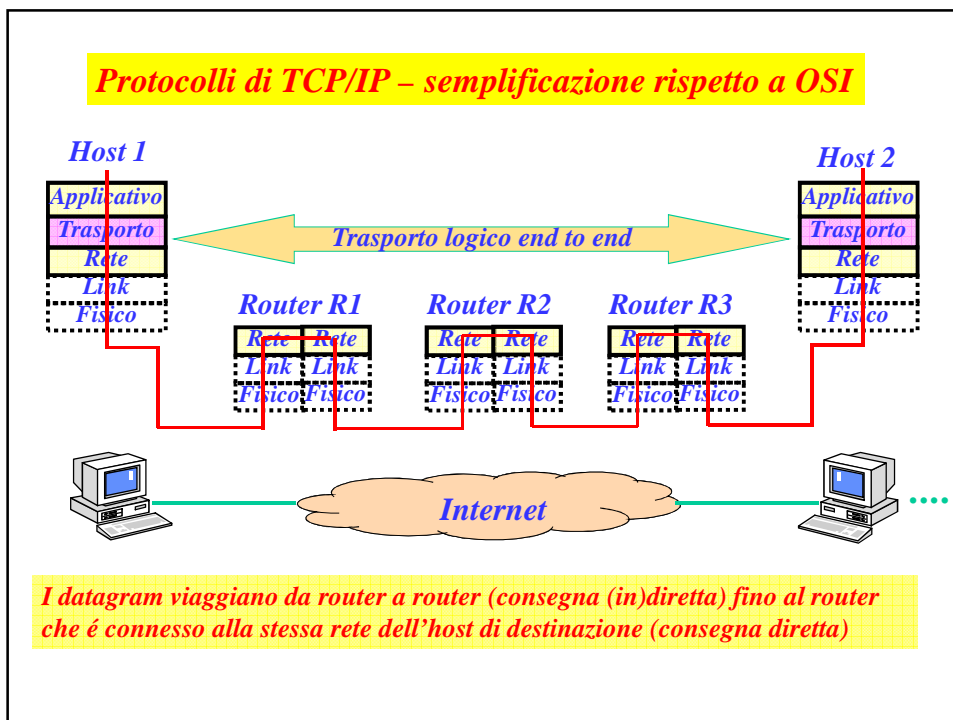 Protocolli di TCP/IP – semplificazione rispetto a OSI
Host 1
Applicativo
Trasporto
Rete
Link
Fisico
Trasporto logico end to end
Host 2
Applicativo
Trasporto
Rete
Link
Fisico
Router R1
Rete Rete
Link Link
Fisico Fisico
Router R2
Rete Rete
Link Link
Fisico Fisico
Router R3
Rete Rete
Link Link
Fisico Fisico
Internet
....
I datagram viaggiano da router a router (consegna (in)diretta) fino al router
che é connesso alla stessa rete dell'host di destinazione (consegna diretta)